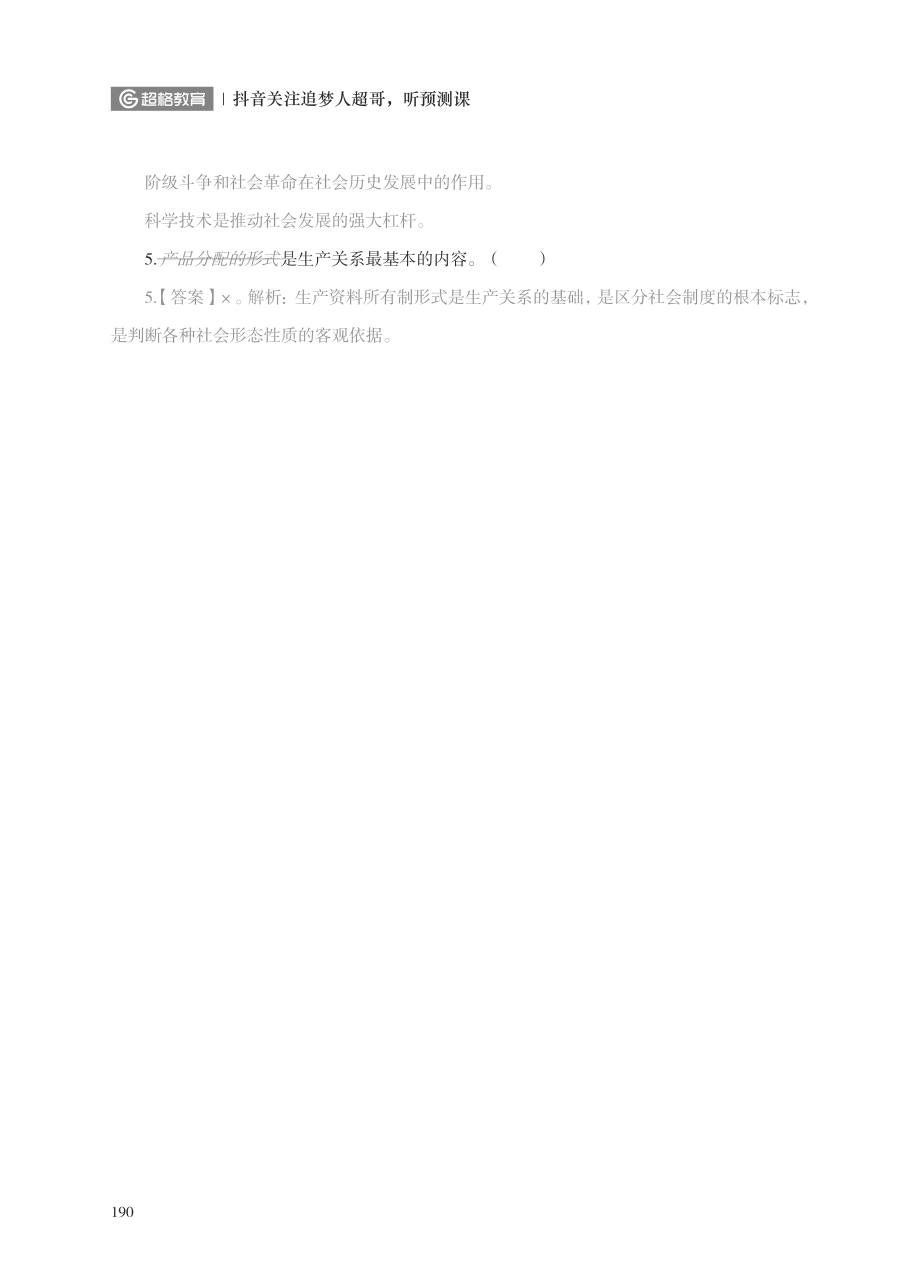 超格教育 | 抖音关注追梦人超哥，听预测课
阶级斗争和社会革命在社会历史发展中的作用。
科学技术是推动社会发展的强大杠杆。
5.产品分配的形式是生产关系最基本的内容。（　　）
5.【答案】×。解析：生产资料所有制形式是生产关系的基础，是区分社会制度的根本标志，
是判断各种社会形态性质的客观依据。
190